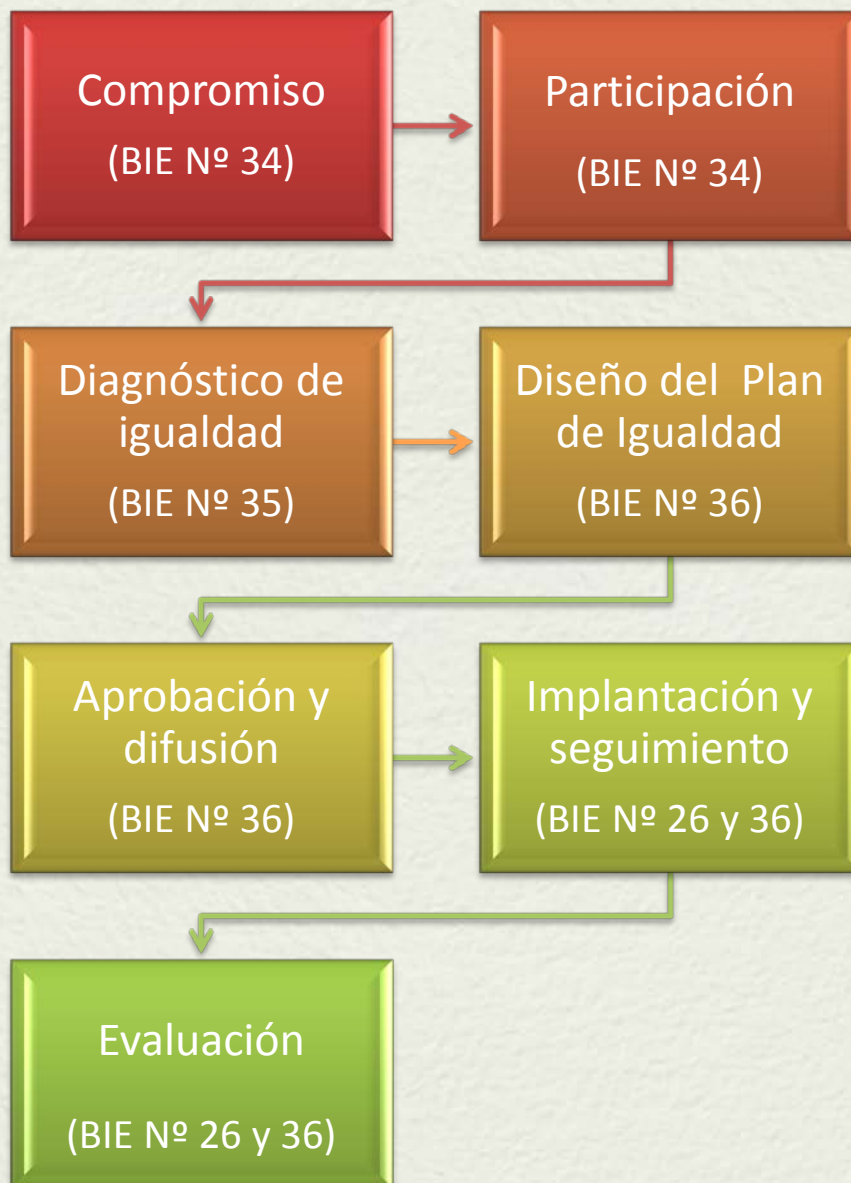 Compromiso
(BIE Nº 34)
Participación
(BIE Nº 34)
Diagnóstico de
igualdad
(BIE Nº 35)
Diseño del Plan
de Igualdad
(BIE Nº 36)
Aprobación y
difusión
(BIE Nº 36)
Implantación y
seguimiento
(BIE Nº 26 y 36)
Evaluación
(BIE Nº 26 y 36)